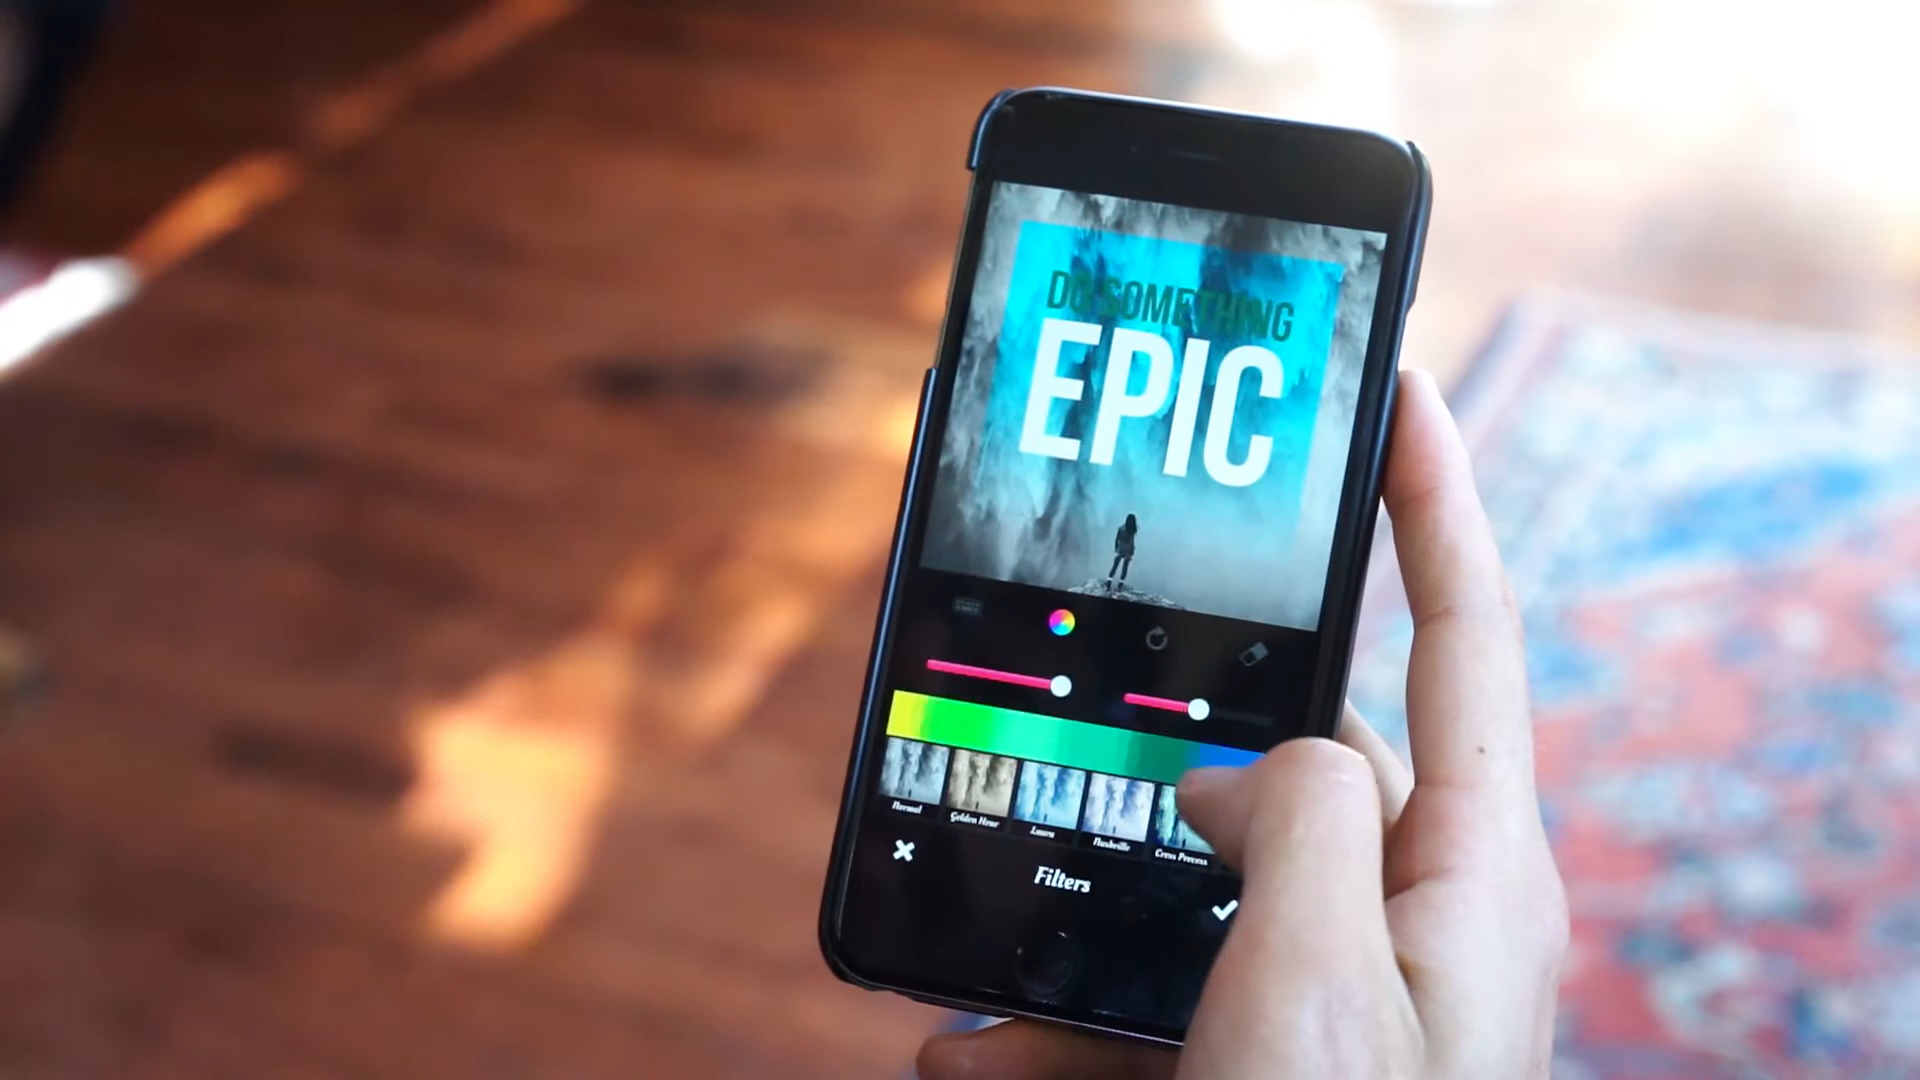 DO SOMETHING
EPIC
Normal
Golden Hour
Laura
Nashville
Cross Process
Filters